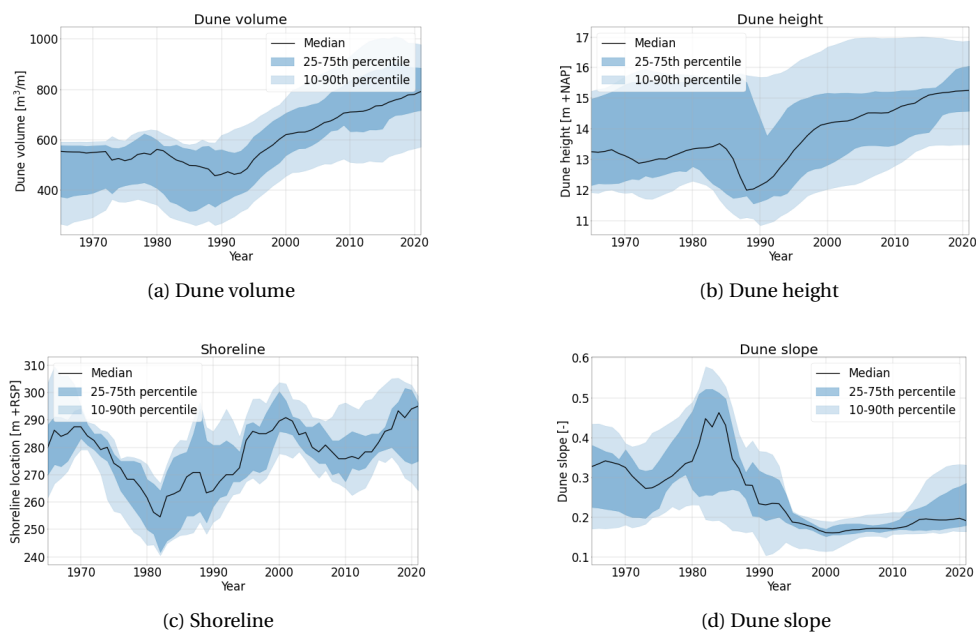 Dune volume
1000
800
600
400
Dune volume [m³/m]
Median
25-75th percentile
10-90th percentile
1970 1980 1990 2000 2010 2020
Year
(a) Dune volume
Dune height
17
16
15
14
13
12
11
Dune height [m +NAP]
Median
25-75th percentile
10-90th percentile
1970 1980 1990 2000 2010 2020
Year
(b) Dune height
Shoreline
310
300
290
280
270
260
250
240
Shoreline location [m +RSP]
Median
25-75th percentile
10-90th percentile
1970 1980 1990 2000 2010 2020
Year
(c) Shoreline
Dune slope
0.6
0.5
0.4
0.3
0.2
0.1
Dune slope [-]
Median
25-75th percentile
10-90th percentile
1970 1980 1990 2000 2010 2020
Year
(d) Dune slope